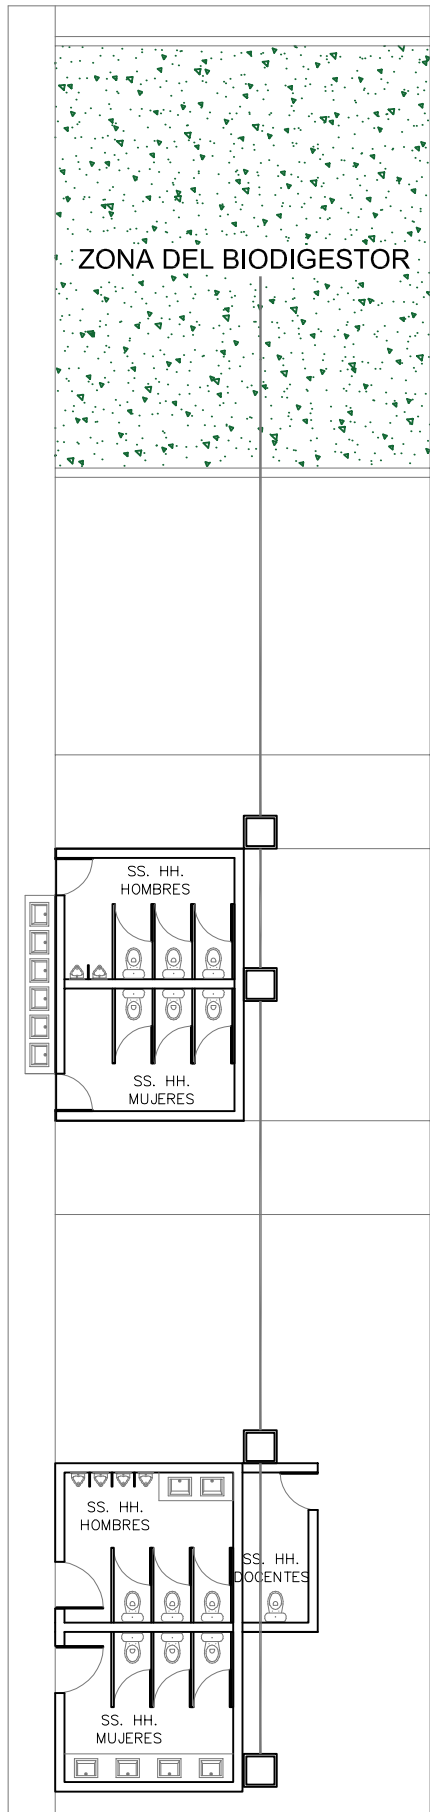 ZONA DEL BIODIGESTOR
SS. HH.
HOMBRES
SS. HH.
MUJERES
SS. HH.
HOMBRES
SS. HH.
DOCENTES
SS. HH.
MUJERES